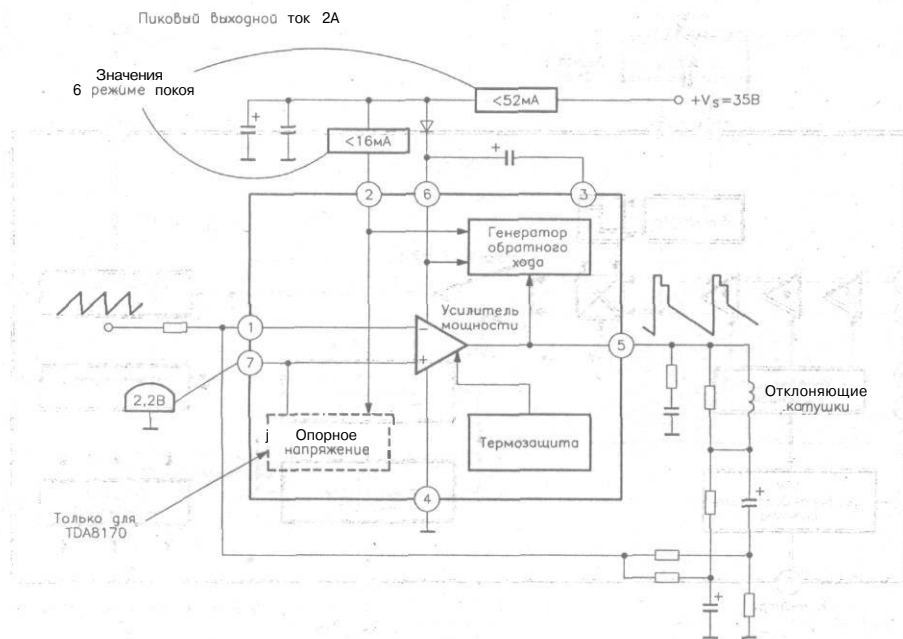 Пиковый выходной ток 2А
Значения
6 режиме покоя
<52мА
+Vs=35В
<16мА
+
+
2
6
3
Генератор
обратного
хода
Усилитель
мощности
1
−
7
+
5
2,2В
j Опорное
напряжение
Термозащита
Отклоняющие
катушки
+
4
Только для
TDA8170
+